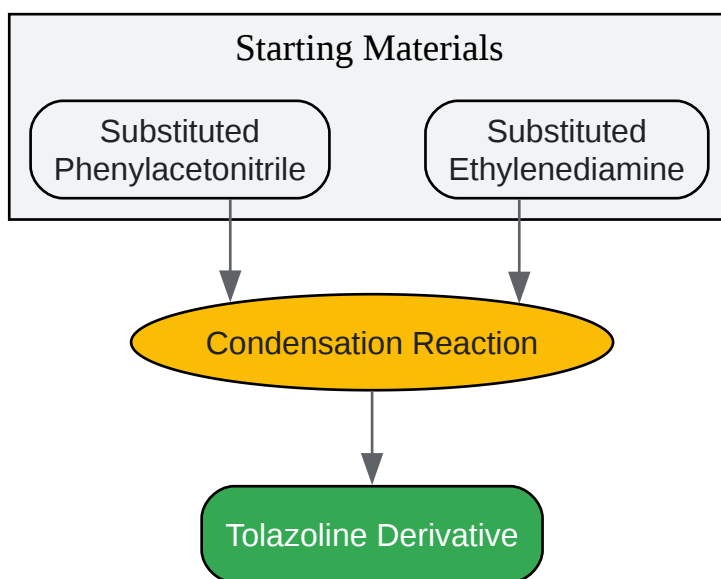 Starting Materials
Substituted
Phenylacetonitrile
Substituted
Ethylenediamine
Condensation Reaction
Tolazoline Derivative